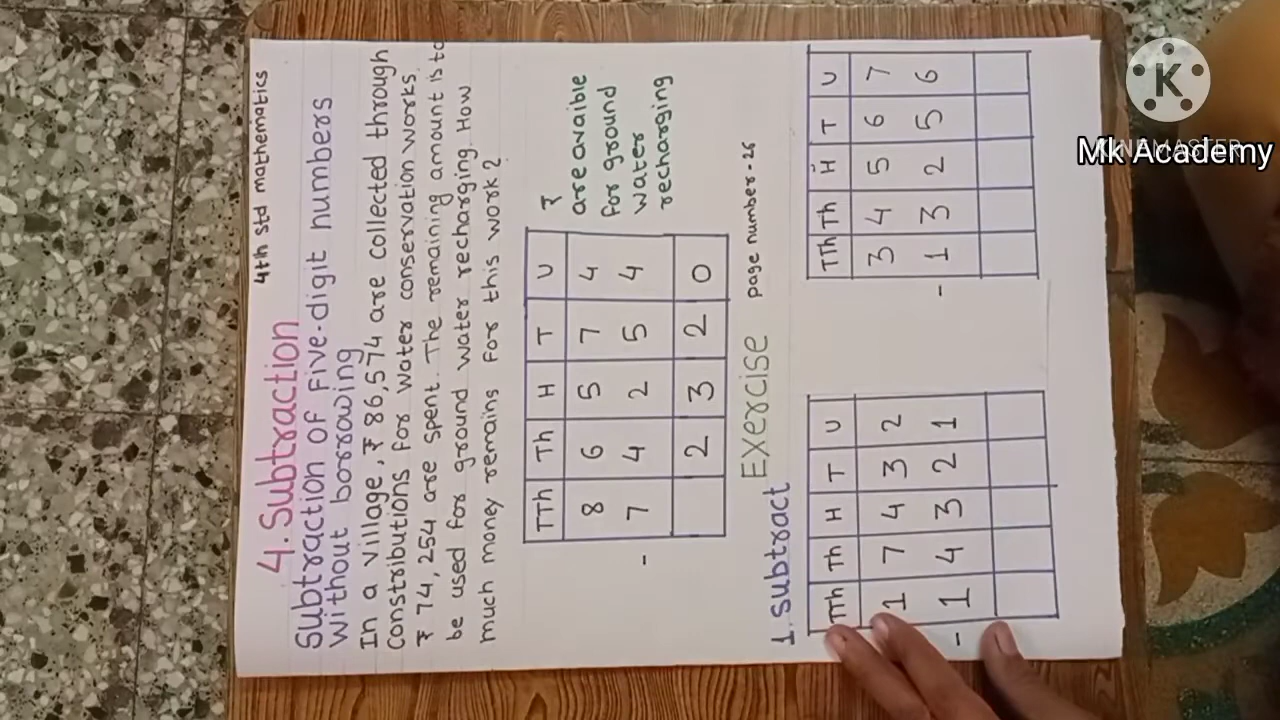 4th std mathematics
4. Subtraction
Subtraction of five-digit numbers
without borrowing
In a village, ₹ 86,574 are collected through
constributions for water conservation works.
₹ 74,254 are spent. The remaining amount is to
be used for ground water recharging. How
much money remains for this work?
TTh Th H T U
8 6 5 7 4
- 7 4 2 5 4
2 3 2 0
₹
are avaible
for ground
water
recharging
EXERCISE page number-26
1. subtract
TTh Th H T U
1 7 4 3 2
- 1 4 3 2 1
TTh Th H T U
3 4 5 6 7
- 1 3 2 5 6
K
Mk Academy